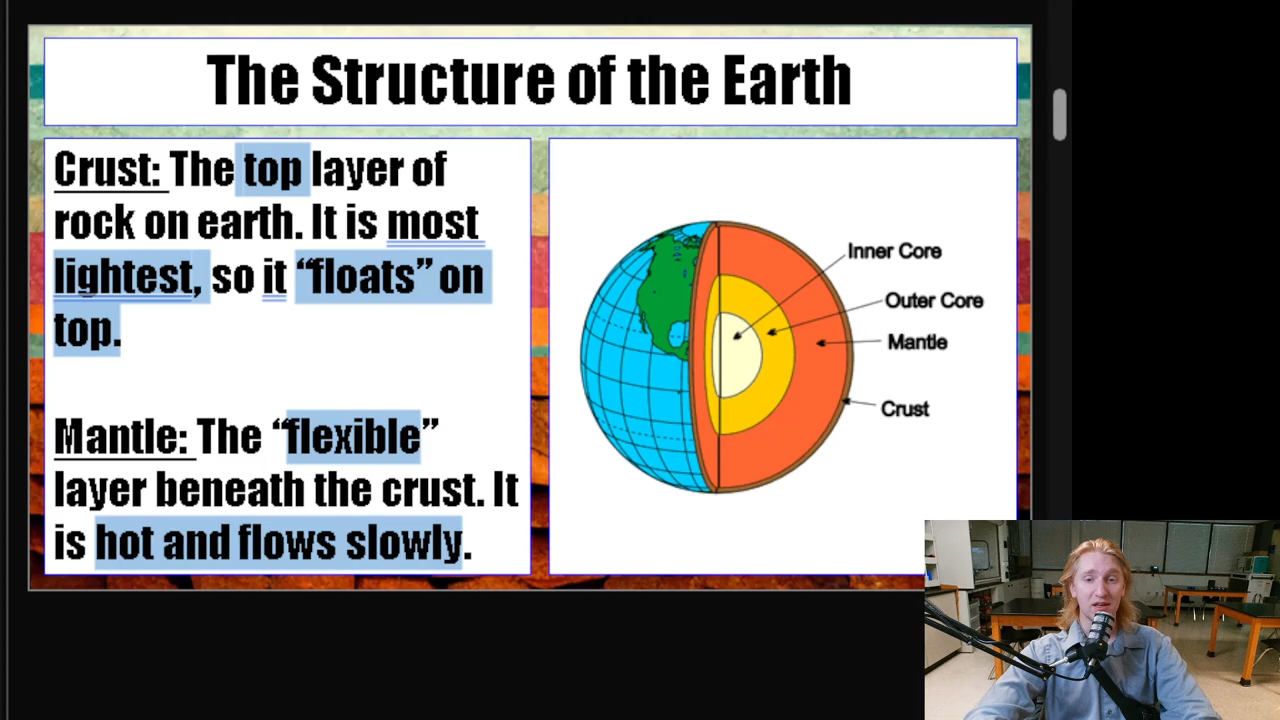 The Structure of the Earth
Crust: The top layer of
rock on earth. It is most
lightest, so it “floats” on
top.
Mantle: The “flexible”
layer beneath the crust. It
is hot and flows slowly.
Inner Core
Outer Core
Mantle
Crust